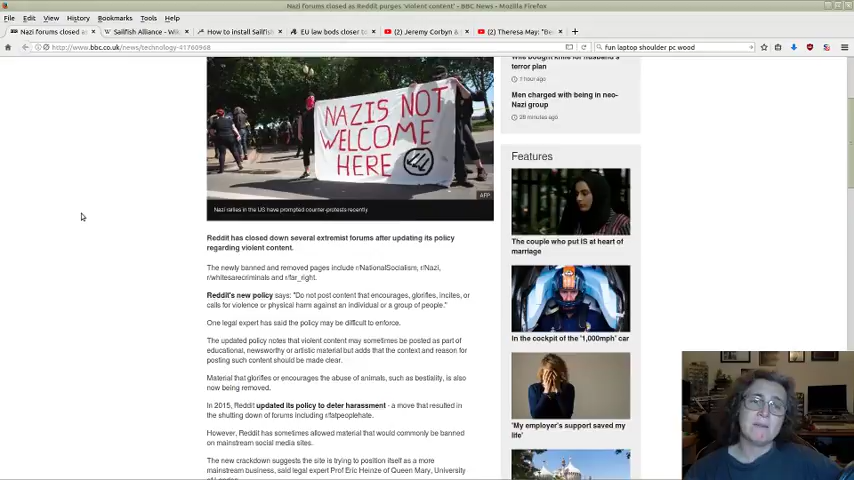 Nazi forums closed as Reddit purges 'violent content' - BBC News - Mozilla Firefox
File Edit View History Bookmarks Tools Help
Nazi forums closed a
Sailfish Alliance - Wi
How to install Sailfish
EU law bods closer to
(2) Jeremy Corbyn &
(2) Theresa May: "Be
http://www.bbc.co.uk/news/technology-41760968
fun laptop shoulder pc wood
NAZIS NOT
WELCOME
HERE
AFP
Nazi rallies in the US have prompted counter-protests recently
Reddit has closed down several extremist forums after updating its policy
regarding violent content.
The newly banned and removed pages include r/NationalSocialism, r/Nazi,
r/whitesarecriminals and r/far_right.
Reddit's new policy says: "Do not post content that encourages, glorifies, incites, or
calls for violence or physical harm against an individual or a group of people."
One legal expert has said the policy may be difficult to enforce.
The updated policy notes that violent content may sometimes be posted as part of
educational, newsworthy or artistic material but adds that the context and reason for
posting such content should be made clear.
Material that glorifies or encourages the abuse of animals, such as bestiality, is also
now being removed.
In 2015, Reddit updated its policy to deter harassment - a move that resulted in
the shutting down of forums including r/fatpeoplehate.
However, Reddit has sometimes allowed material that would commonly be banned
on mainstream social media sites.
The new crackdown suggests the site is trying to position itself as a more
mainstream business, said legal expert Prof Eric Heinze of Queen Mary, University
terror plan
1 hour ago
Men charged with being in neo-
Nazi group
28 minutes ago
Features
The couple who put IS at heart of
marriage
In the cockpit of the '1,000mph' car
'My employer's support saved my
life'